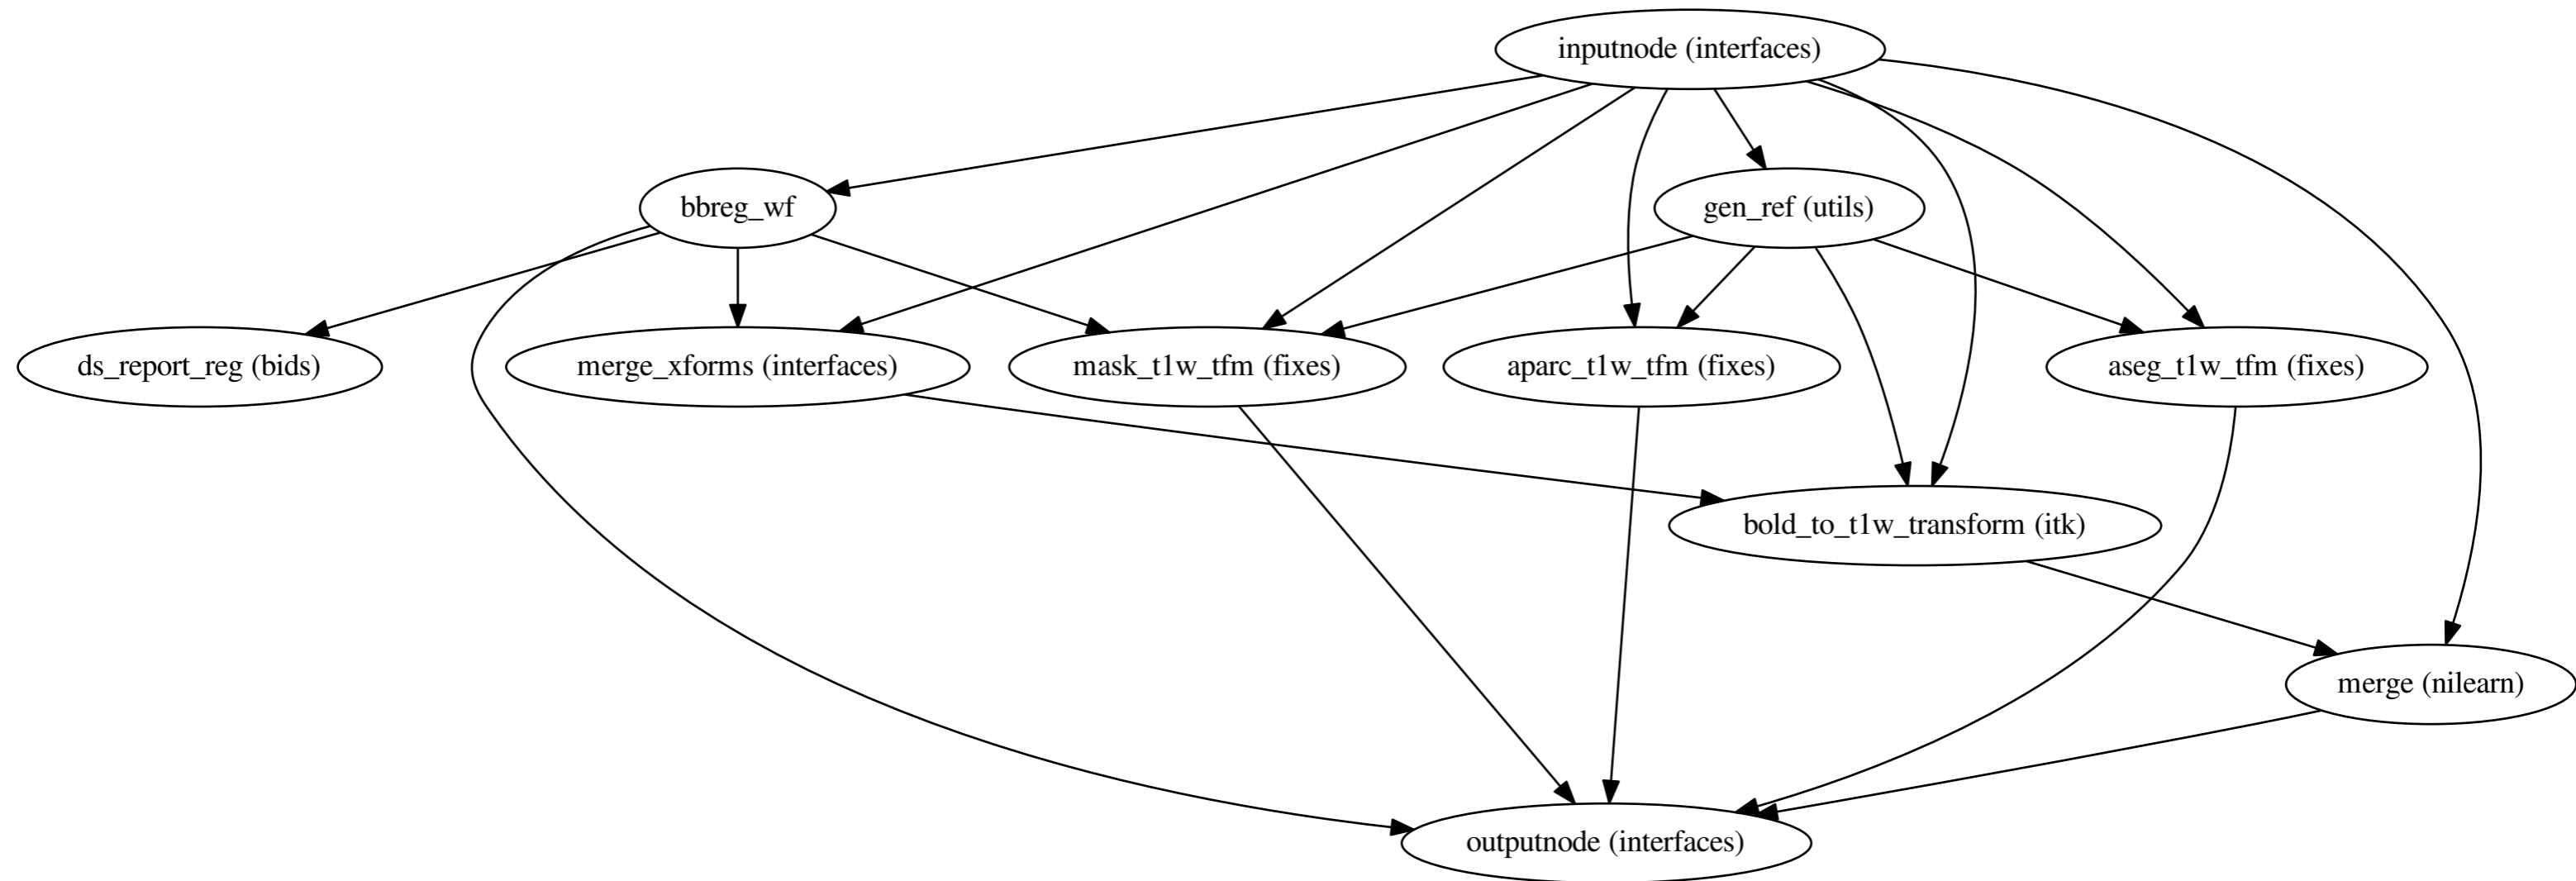 inputnode (interfaces)
bbreg_wf
gen_ref (utils)
ds_report_reg (bids)
merge_xforms (interfaces)
mask_t1w_tfm (fixes)
aparc_t1w_tfm (fixes)
aseg_t1w_tfm (fixes)
bold_to_t1w_transform (itk)
merge (nilearn)
outputnode (interfaces)